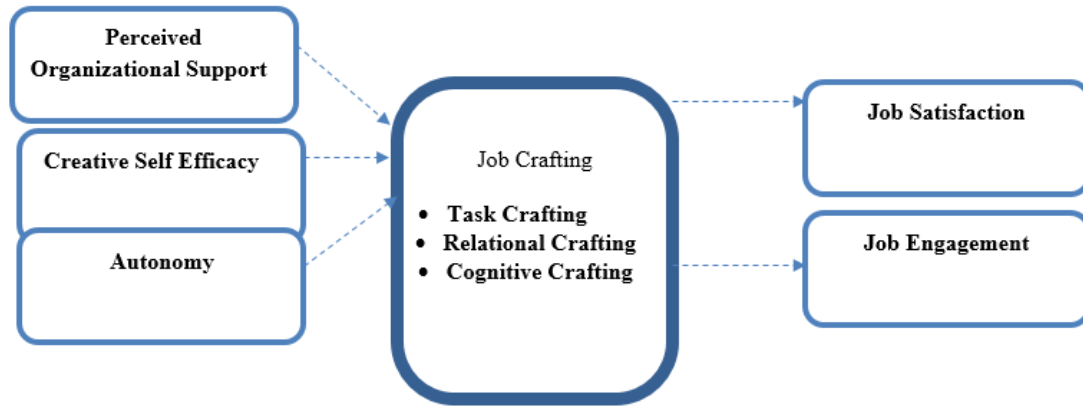 Perceived
Organizational Support
Creative Self Efficacy
Autonomy
Job Crafting
• Task Crafting
• Relational Crafting
• Cognitive Crafting
Job Satisfaction
Job Engagement